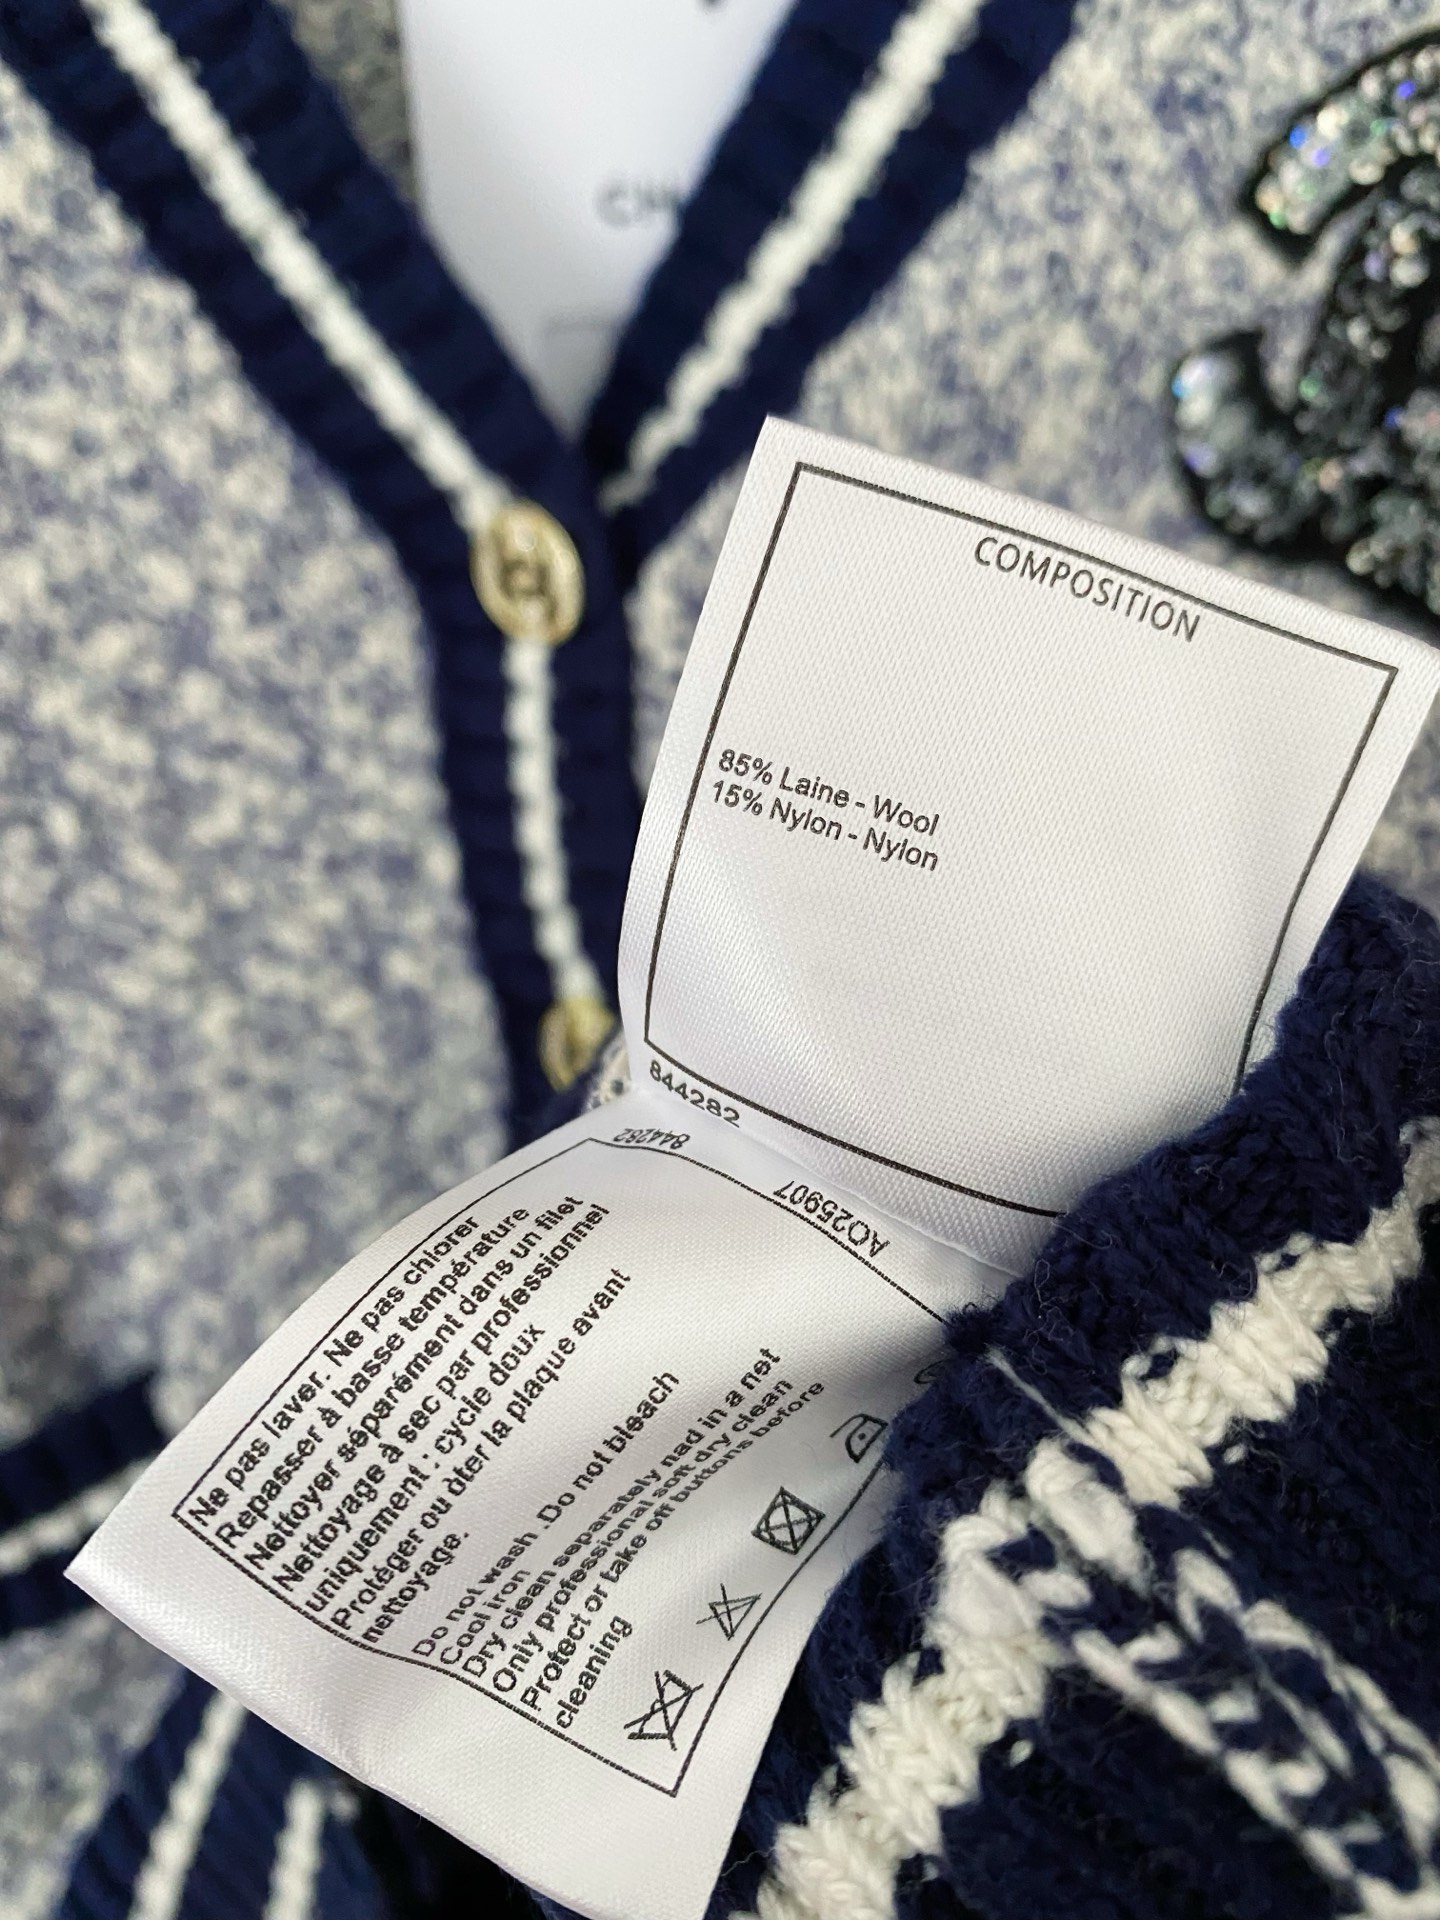 COMPOSITION
85% Laine - Wool
15% Nylon - Nylon
844282
844282
AO25907
Ne pas laver. Ne pas chlorer
Repasser à basse température
Nettoyer séparément dans un filet
Nettoyage à sec par professionnel
uniquement : cycle doux
Protéger ou òter la plaque avant
nettoyage.
Do not wash .Do not bleach
Cool iron
Dry clean separately nad in a net
Only professional soft dry clean
Protect or take off buttons before
cleaning